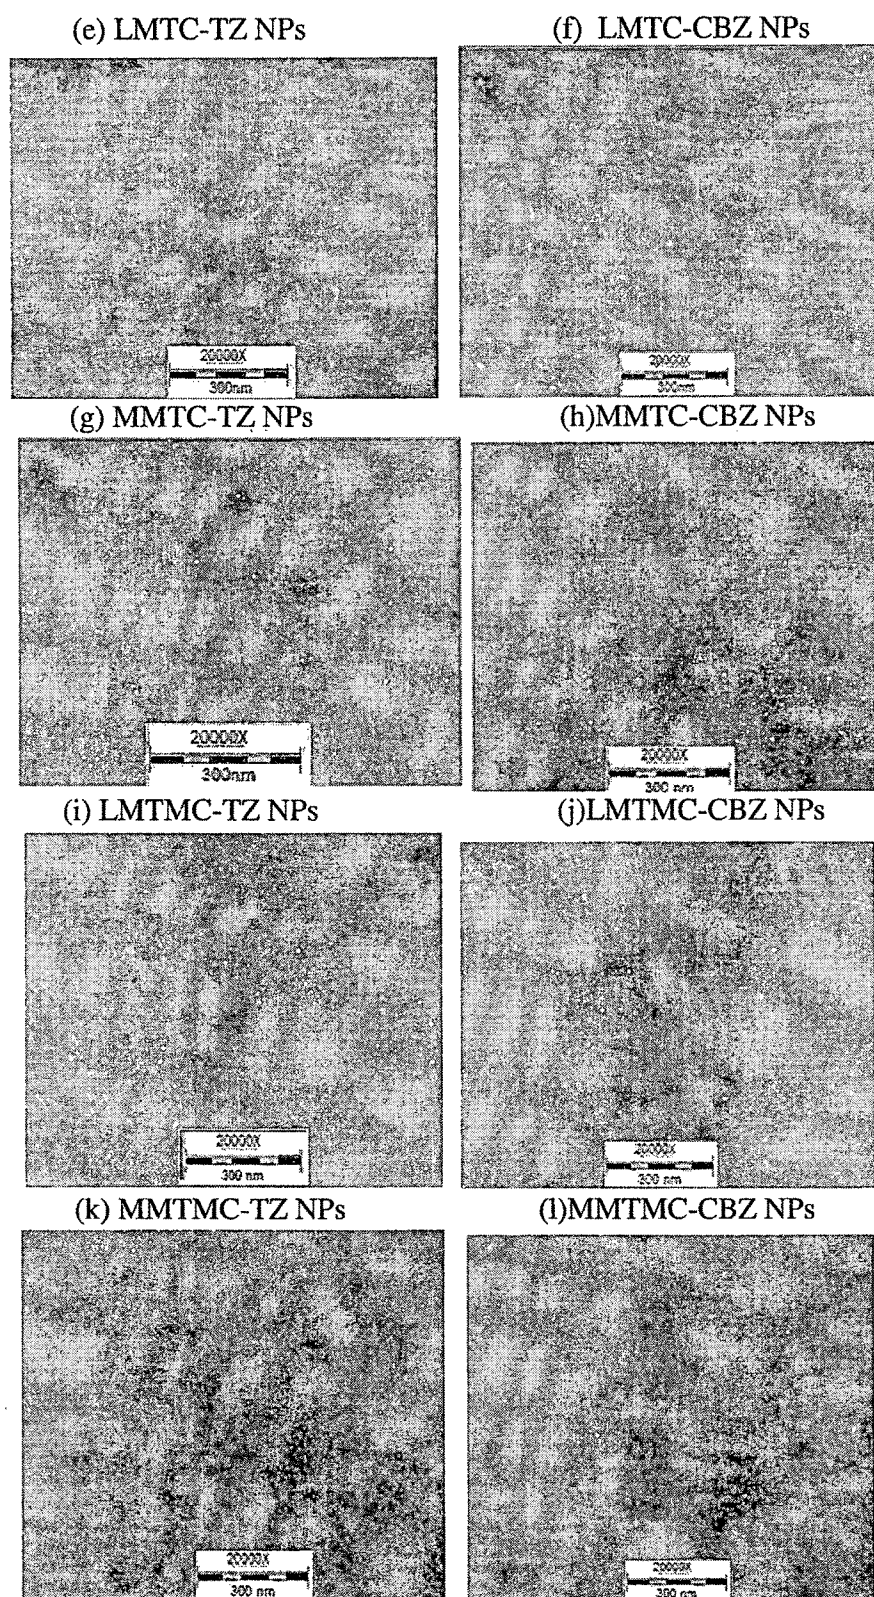 (e) LMTC-TZ NPs
(f) LMTC-CBZ NPs
20000X
300nm
20000X
300nm
(g) MMTC-TZ NPs
(h)MMTC-CBZ NPs
20000X
300nm
20000X
300 nm
(i) LMTMC-TZ NPs
(j)LMTMC-CBZ NPs
20000X
300 nm
20000X
300 nm
(k) MMTMC-TZ NPs
(l)MMTMC-CBZ NPs
20000X
300 nm
20000X
300 nm